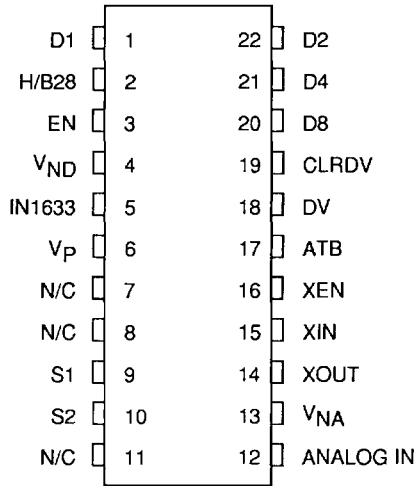 D1 1 22 D2
H/B28 2 21 D4
EN 3 20 D8
VND 4 19 CLRDV
IN1633 5 18 DV
VP 6 17 ATB
N/C 7 16 XEN
N/C 8 15 XIN
S1 9 14 XOUT
S2 10 13 VNA
N/C 11 12 ANALOG IN